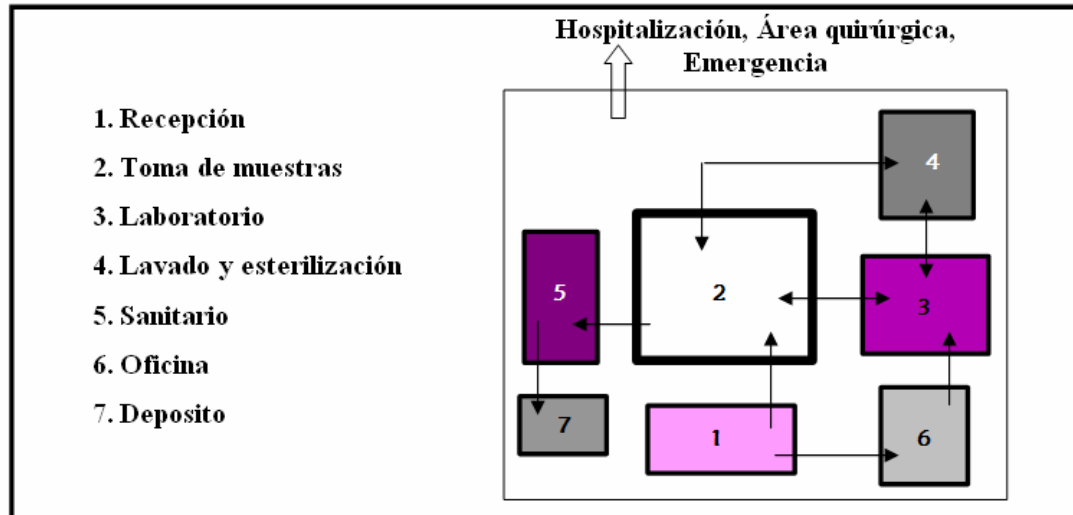 Hospitalización, Área quirúrgica,
Emergencia
1. Recepción
2. Toma de muestras
3. Laboratorio
4. Lavado y esterilización
5. Sanitario
6. Oficina
7. Deposito
4
5
2
3
7
1
6